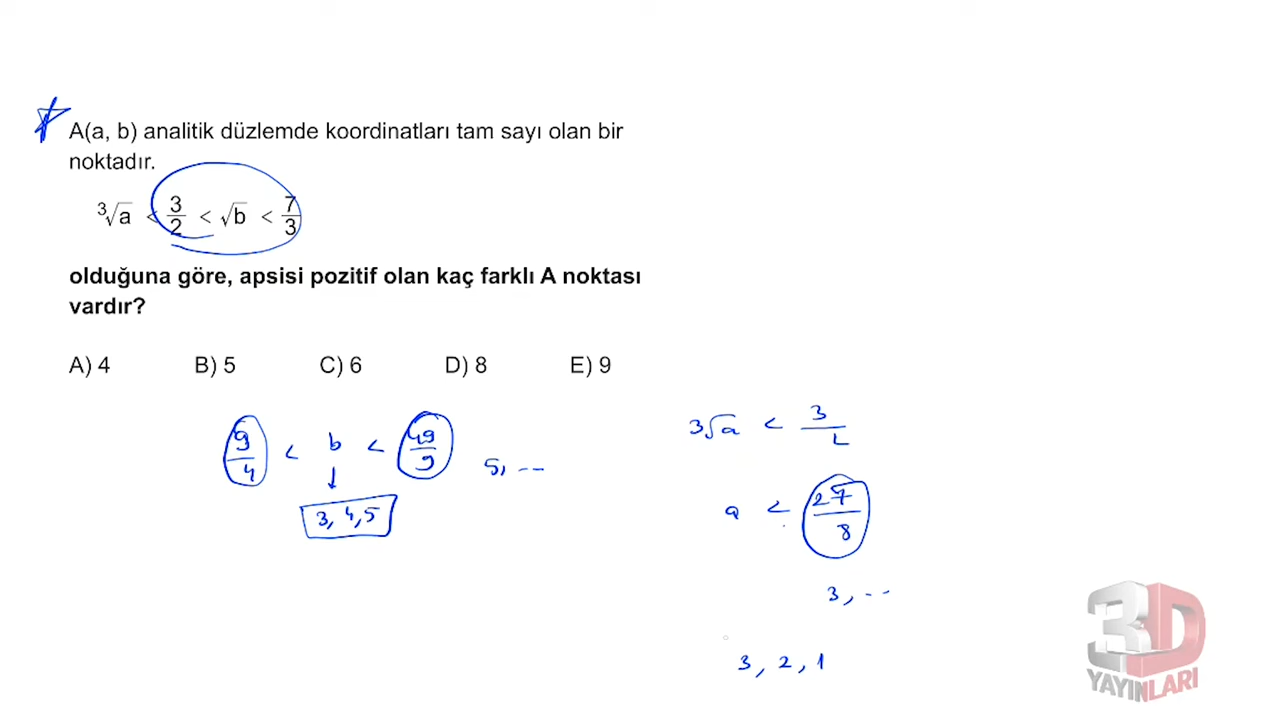 A(a, b) analitik düzlemde koordinatları tam sayı olan bir
noktadır.
³√a < 3/2 < √b < 7/3
olduğuna göre, apsisi pozitif olan kaç farklı A noktası
vardır?
A) 4 B) 5 C) 6 D) 8 E) 9
9/4 < b < 49/9 5, --
3, 4, 5
3√a < 3/2
a < 27/8
3, --
3, 2, 1
3D
YAYINLARI